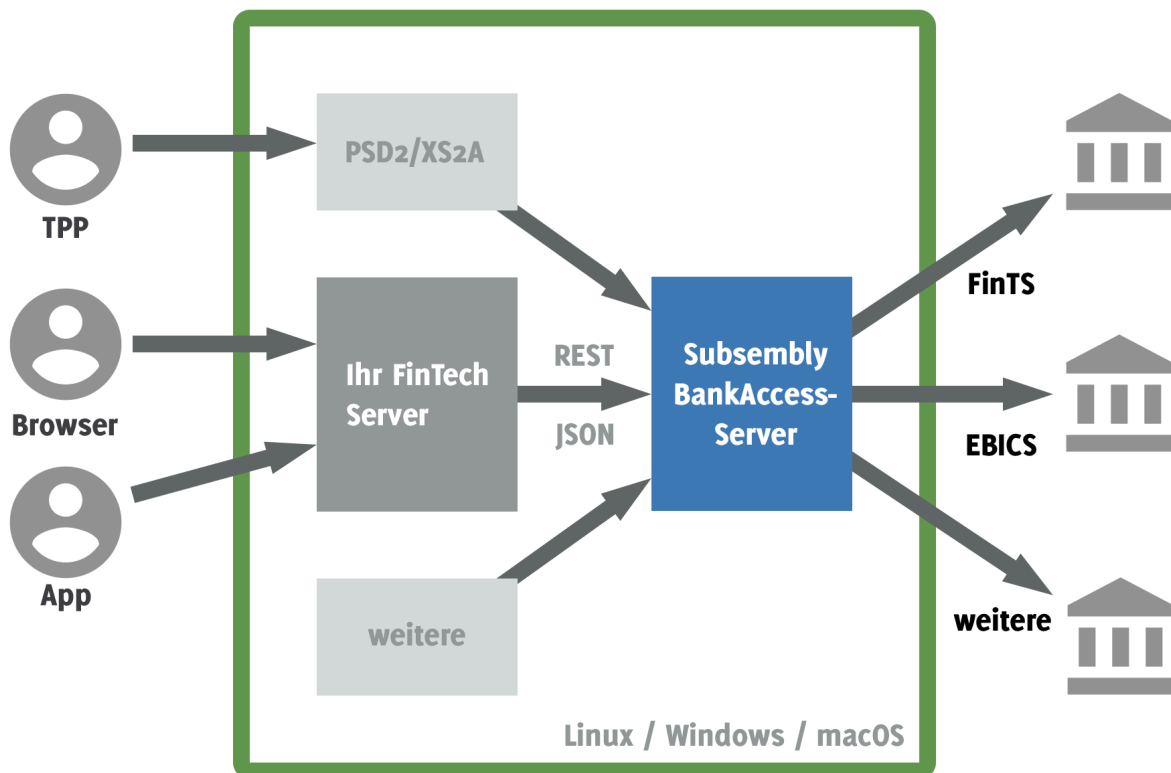 TPP
Browser
App
PSD2/XS2A
Ihr FinTech
Server
weitere
REST
JSON
Subsembly
BankAccess-
Server
FinTS
EBICS
weitere
Linux / Windows / macOS